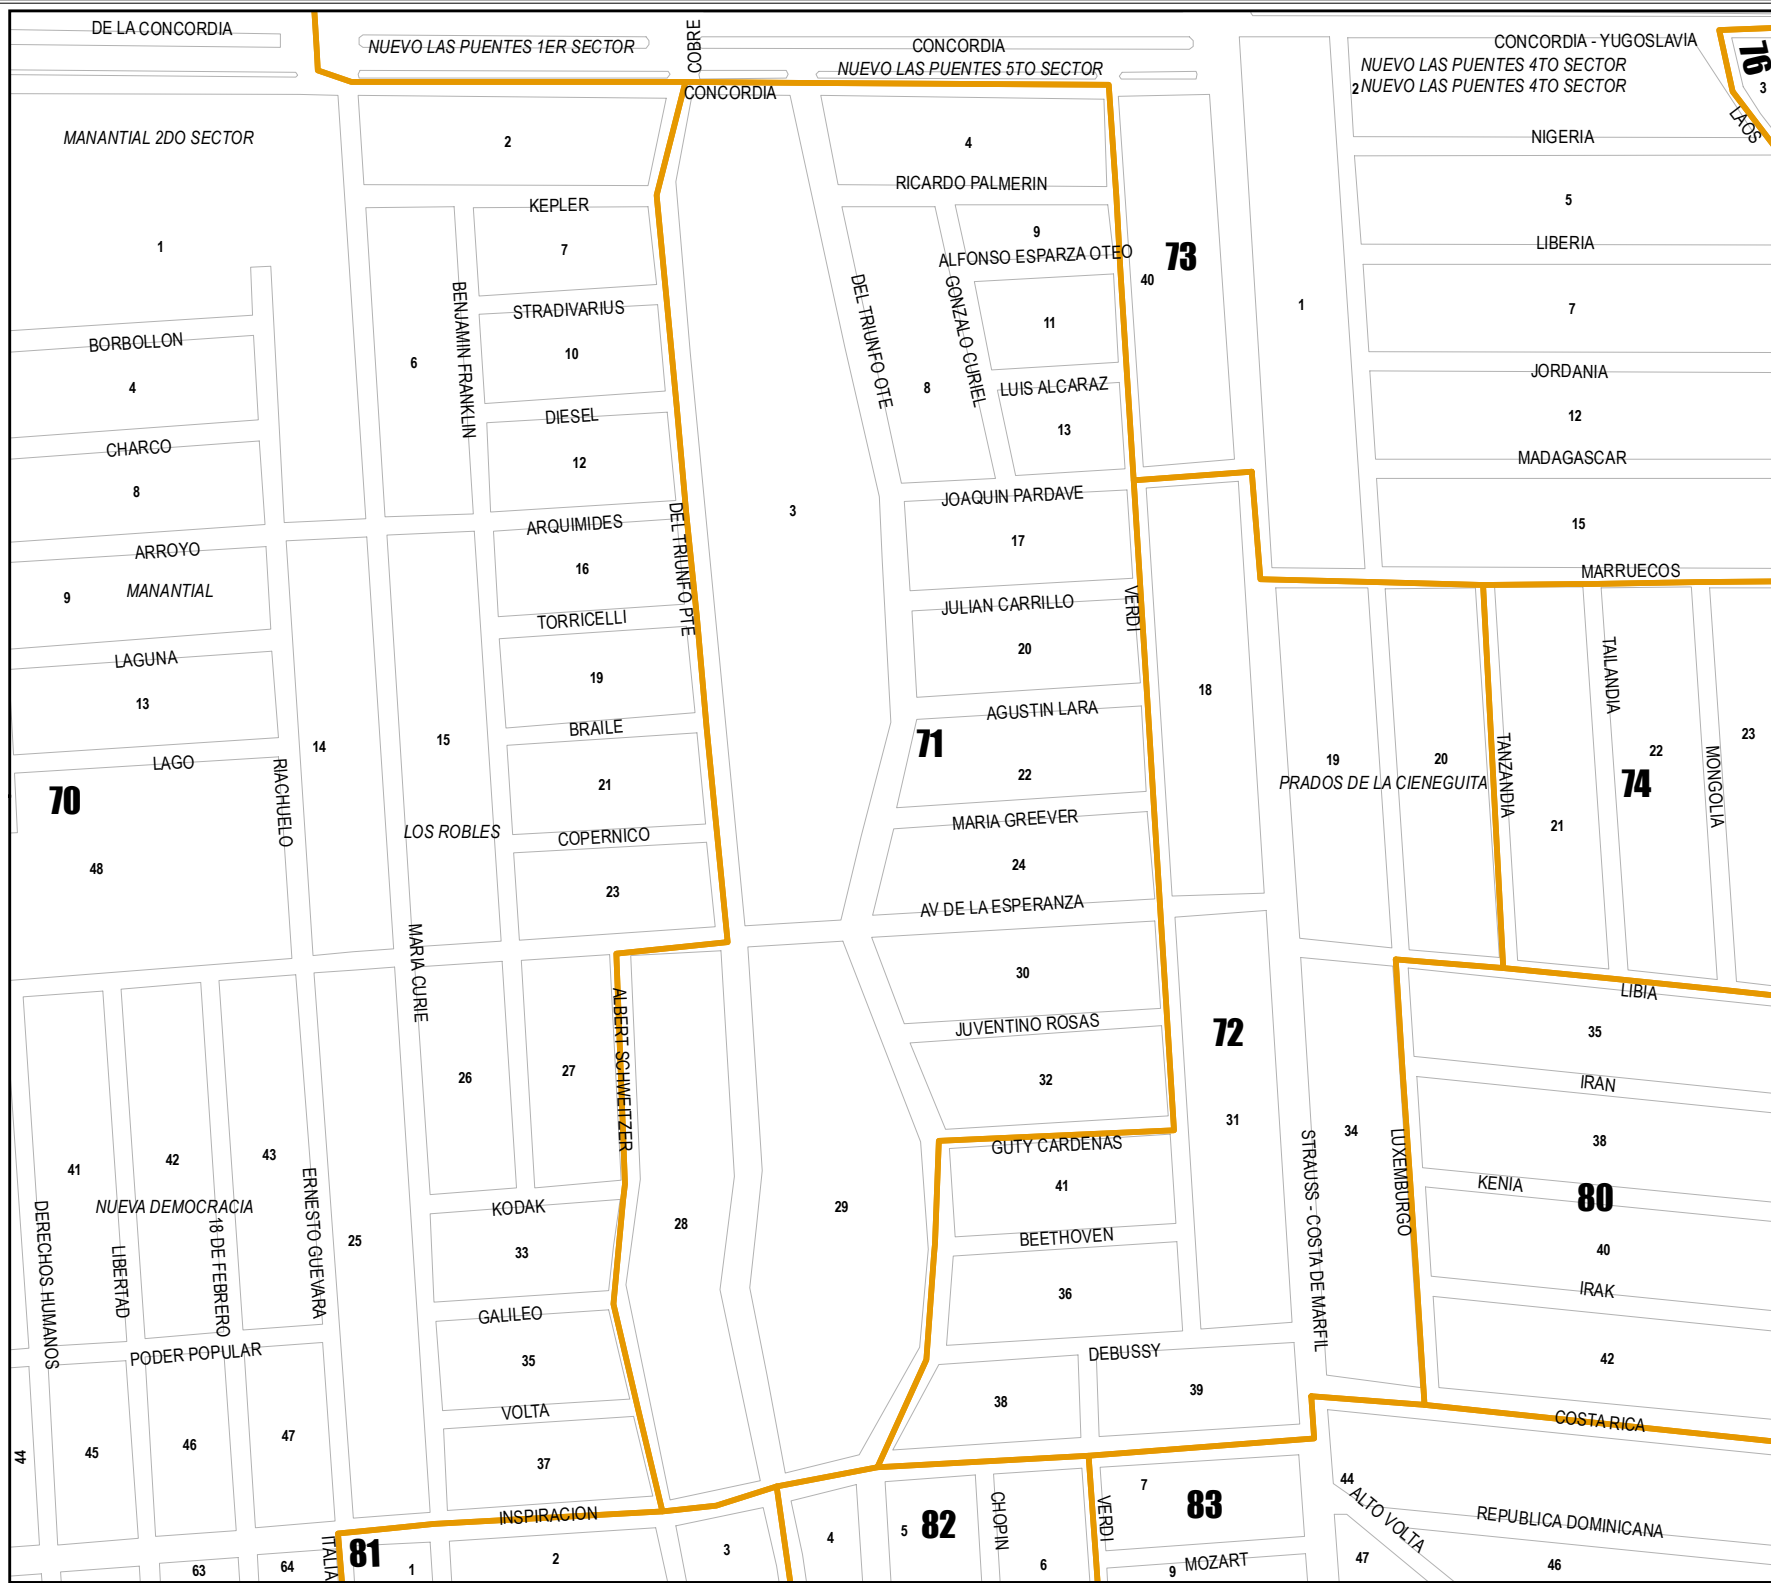 DE LA CONCORDIA
NUEVO LAS PUENTES 1ER SECTOR
COBRE
CONCORDIA
CONCORDIA - YUGOSLAVIA
76
NUEVO LAS PUENTES 5TO SECTOR
NUEVO LAS PUENTES 4TO SECTOR
2 NUEVO LAS PUENTES 4TO SECTOR
3
CONCORDIA
LAOS
MANANTIAL 2DO SECTOR
2
4
NIGERIA
RICARDO PALMERIN
KEPLER
5
1
7
9
ALFONSO ESPARZA OTEO
73
LIBERIA
40
BENJAMIN FRANKLIN
STRADIVARIUS
DEL TRIUNFO OTE
GONZALO CURIEL
11
1
7
BORBOLLON
10
6
4
8
LUIS ALCARAZ
JORDANIA
DIESEL
13
12
CHARCO
12
MADAGASCAR
8
JOAQUIN PARDAVE
3
ARQUIMIDES
DEL TRIUNFO PTE
17
15
ARROYO
16
MARRUECOS
9
MANANTIAL
JULIAN CARRILLO
VERDI
TORRICELLI
LAGUNA
20
TAILANDIA
19
18
13
AGUSTIN LARA
BRAILE
14
15
71
23
LAGO
22
19
20
TANZANDIA
22
MONGOLIA
70
RIACHUELO
21
PRADOS DE LA CIENEGUITA
74
LOS ROBLES
COPERNICO
MARIA GREEVER
21
48
24
23
AV DE LA ESPERANZA
MARIA CURIE
30
LIBIA
ALBERT SCHWEITZER
JUVENTINO ROSAS
72
35
26
27
32
IRAN
31
34
GUTY CARDENAS
38
41
42
43
41
KENIA
80
NUEVA DEMOCRACIA
KODAK
28
29
STRAUSS - COSTA DE MARFIL
LUXEMBURGO
DERECHOS HUMANOS
LIBERTAD
18 DE FEBRERO
ERNESTO GUEVARA
25
33
BEETHOVEN
40
36
IRAK
GALILEO
PODER POPULAR
DEBUSSY
35
42
38
39
VOLTA
COSTA RICA
44
45
46
47
37
44
7
INSPIRACION
82
CHOPIN
VERDI
83
ALTO VOLTA
REPUBLICA DOMINICANA
ITALIA
81
4
5
3
2
1
63
64
6
9
MOZART
47
46